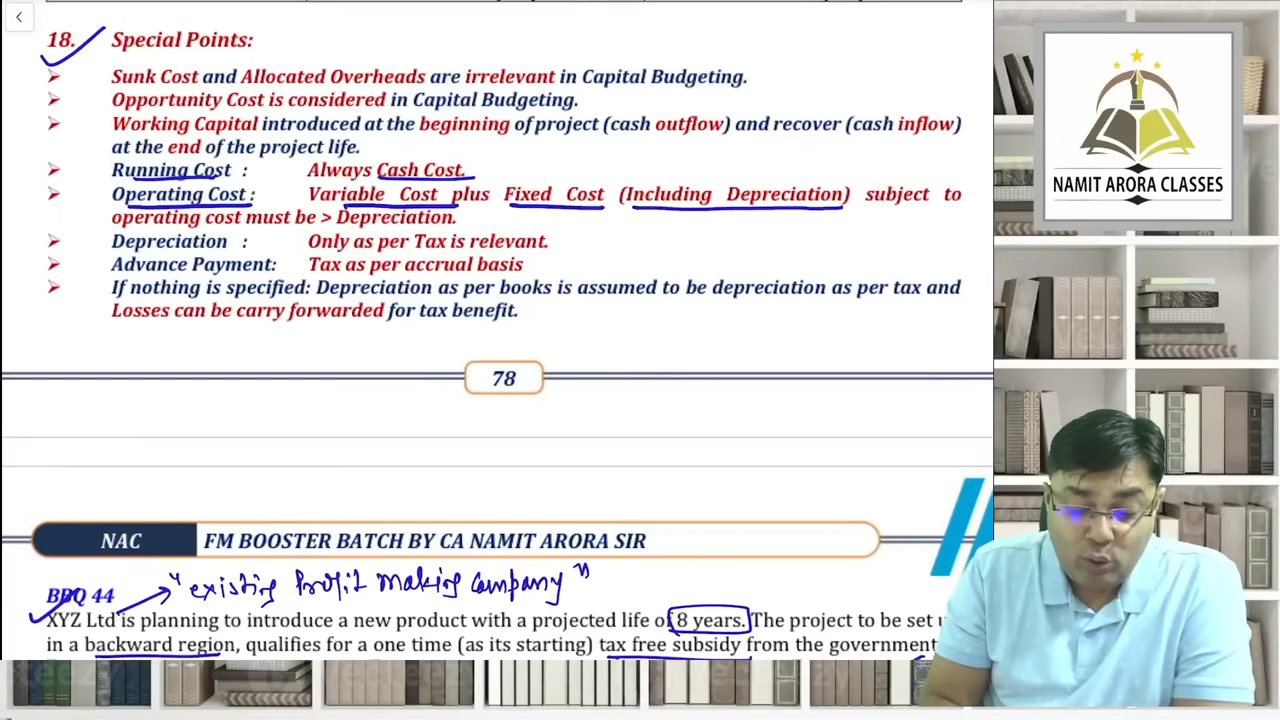 18. Special Points:
Sunk Cost and Allocated Overheads are irrelevant in Capital Budgeting.
Opportunity Cost is considered in Capital Budgeting.
Working Capital introduced at the beginning of project (cash outflow) and recover (cash inflow)
at the end of the project life.
Running Cost : Always Cash Cost.
Operating Cost : Variable Cost plus Fixed Cost (Including Depreciation) subject to
operating cost must be > Depreciation.
Depreciation : Only as per Tax is relevant.
Advance Payment: Tax as per accrual basis
If nothing is specified: Depreciation as per books is assumed to be depreciation as per tax and
Losses can be carry forwarded for tax benefit.
78
NAC FM BOOSTER BATCH BY CA NAMIT ARORA SIR
"existing Profit Making Company"
BBQ 44
XYZ Ltd is planning to introduce a new product with a projected life of 8 years. The project to be set
in a backward region, qualifies for a one time (as its starting) tax free subsidy from the government
NAMIT ARORA CLASSES